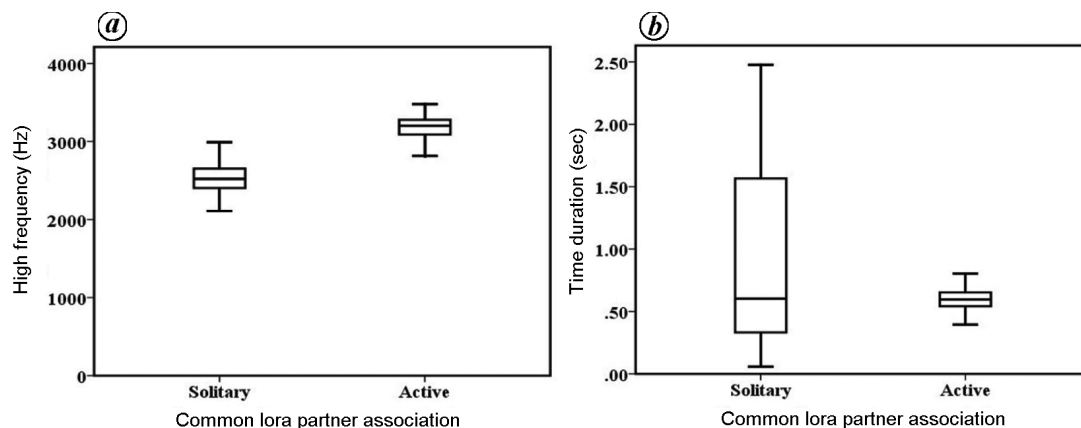 a
High frequency (Hz)
4000
3000
2000
1000
0
Solitary Active
Common lora partner association
b
Time duration (sec)
2.50
2.00
1.50
1.00
.50
.00
Solitary Active
Common lora partner association